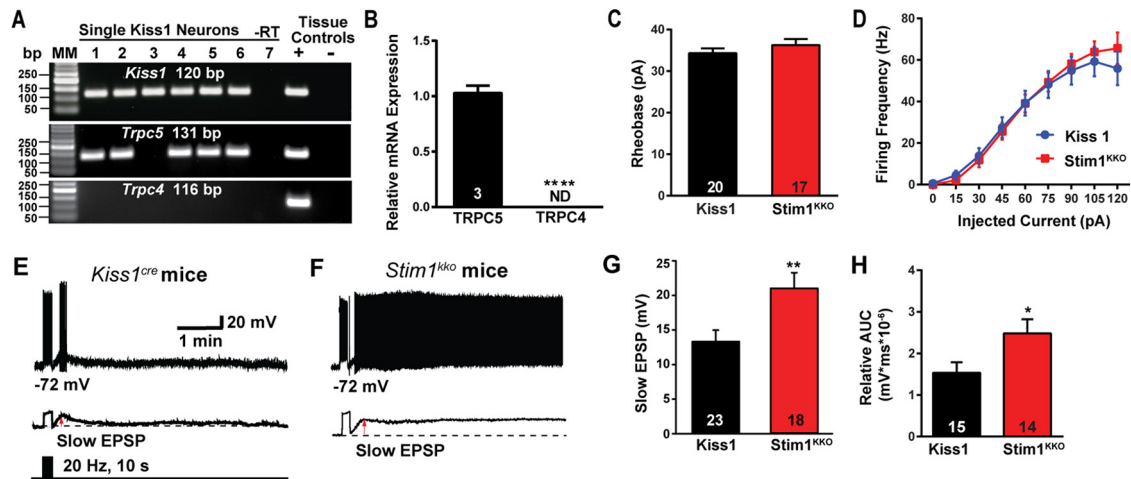 A
Single Kiss1 Neurons -RT Tissue Controls
bp MM 1 2 3 4 5 6 7 + -
Kiss1 120 bp
250
150
100
50
Trpc5 131 bp
250
150
100
50
Trpc4 116 bp
250
150
100
50
B
Relative mRNA Expression
1.5
1.0
0.5
0.0
3
** **
ND
TRPC5 TRPC4
C
Rheobase (pA)
40
30
20
10
0
20 17
Kiss1 Stim1KKO
D
Firing Frequency (Hz)
80
60
40
20
0
Kiss 1
Stim1KKO
0 15 30 45 60 75 90 105 120
Injected Current (pA)
E
Kiss1cre mice
20 mV
1 min
-72 mV
Slow EPSP
20 Hz, 10 s
F
Stim1kko mice
-72 mV
Slow EPSP
G
Slow EPSP (mV)
25
20
15
10
5
0
**
23 18
Kiss1 Stim1KKO
H
Relative AUC
(mV*ms*10-6)
4
3
2
1
0
*
15 14
Kiss1 Stim1KKO